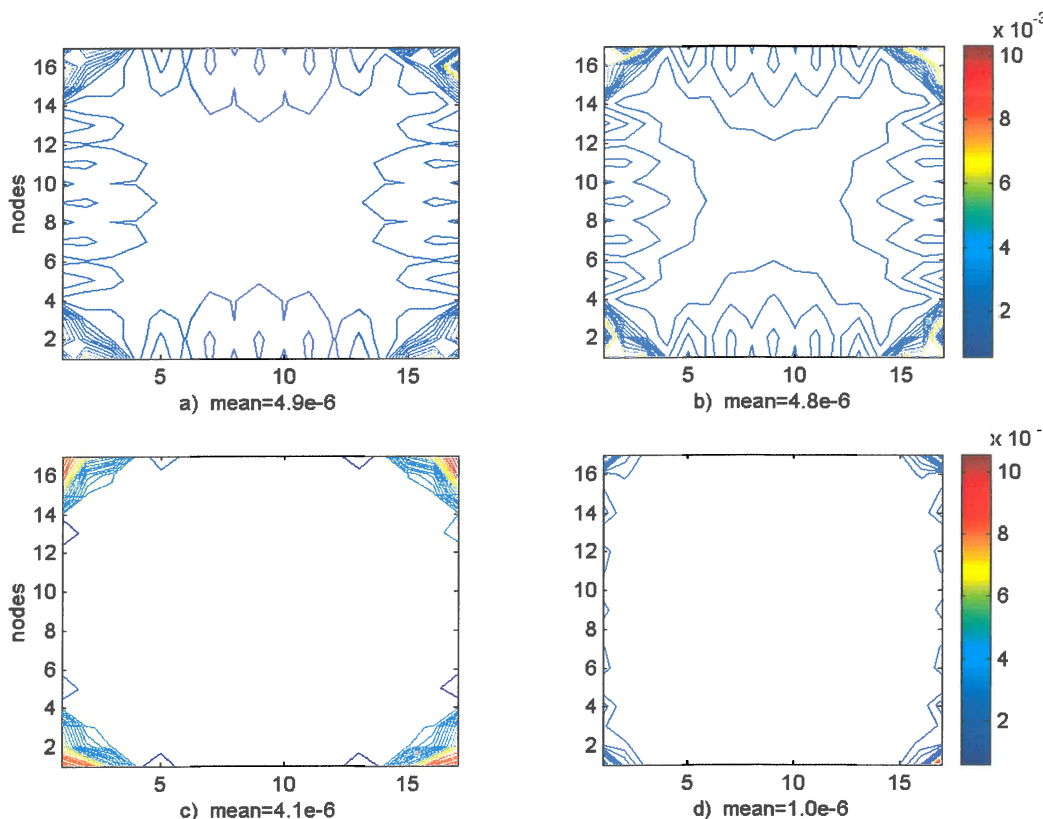 x 10⁻³
16 14 12 10 8 6 4 2
nodes
5 10 15
a) mean=4.9e-6
16 14 12 10 8 6 4 2
5 10 15
b) mean=4.8e-6
10 8 6 4 2
x 10⁻
16 14 12 10 8 6 4 2
nodes
5 10 15
c) mean=4.1e-6
16 14 12 10 8 6 4 2
5 10 15
d) mean=1.0e-6
10 8 6 4 2